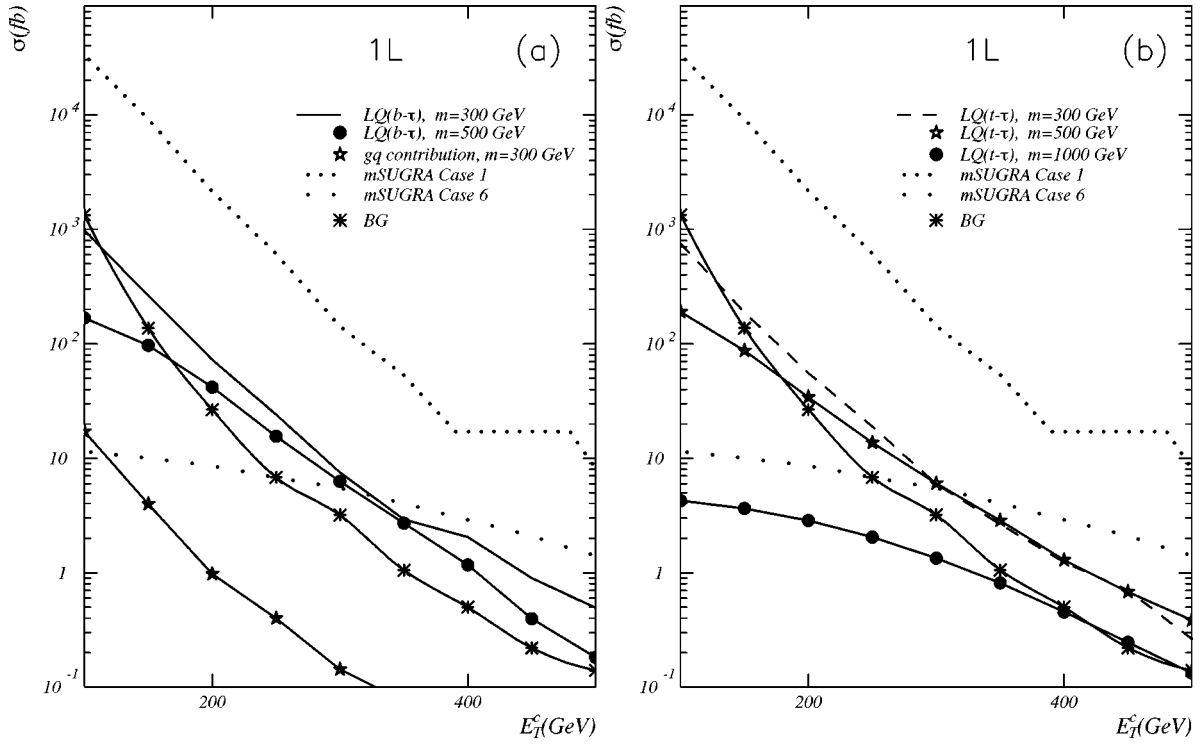 σ(fb)
1L
(a)
LQ(b-τ), m=300 GeV
LQ(b-τ), m=500 GeV
gq contribution, m=300 GeV
mSUGRA Case 1
mSUGRA Case 6
BG
10^4
10^3
10^2
10
1
10^-1
200
400
E_T^c(GeV)
σ(fb)
1L
(b)
LQ(t-τ), m=300 GeV
LQ(t-τ), m=500 GeV
LQ(t-τ), m=1000 GeV
mSUGRA Case 1
mSUGRA Case 6
BG
10^4
10^3
10^2
10
1
10^-1
200
400
E_T^c(GeV)